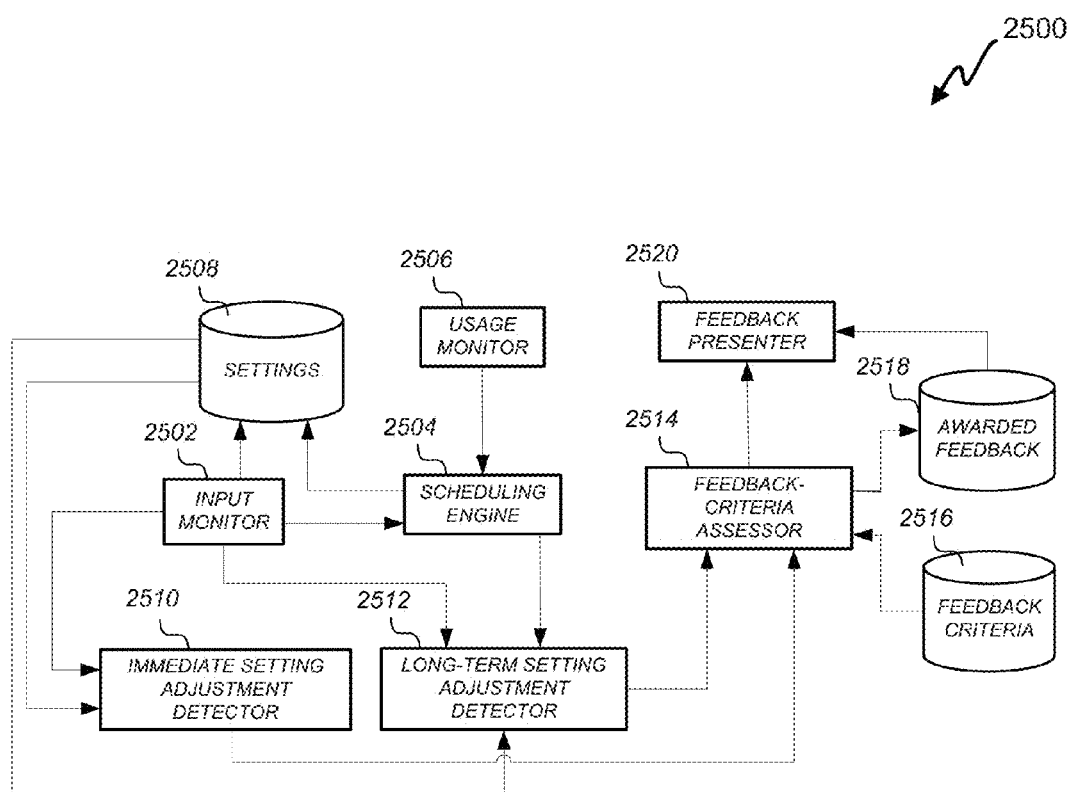 2500
2508
2506
2520
SETTINGS
USAGE
MONITOR
FEEDBACK
PRESENTER
2518
AWARDED
FEEDBACK
2502
2504
2514
INPUT
MONITOR
SCHEDULING
ENGINE
FEEDBACK-
CRITERIA
ASSESSOR
2516
FEEDBACK
CRITERIA
2510
2512
IMMEDIATE SETTING
ADJUSTMENT
DETECTOR
LONG-TERM SETTING
ADJUSTMENT
DETECTOR